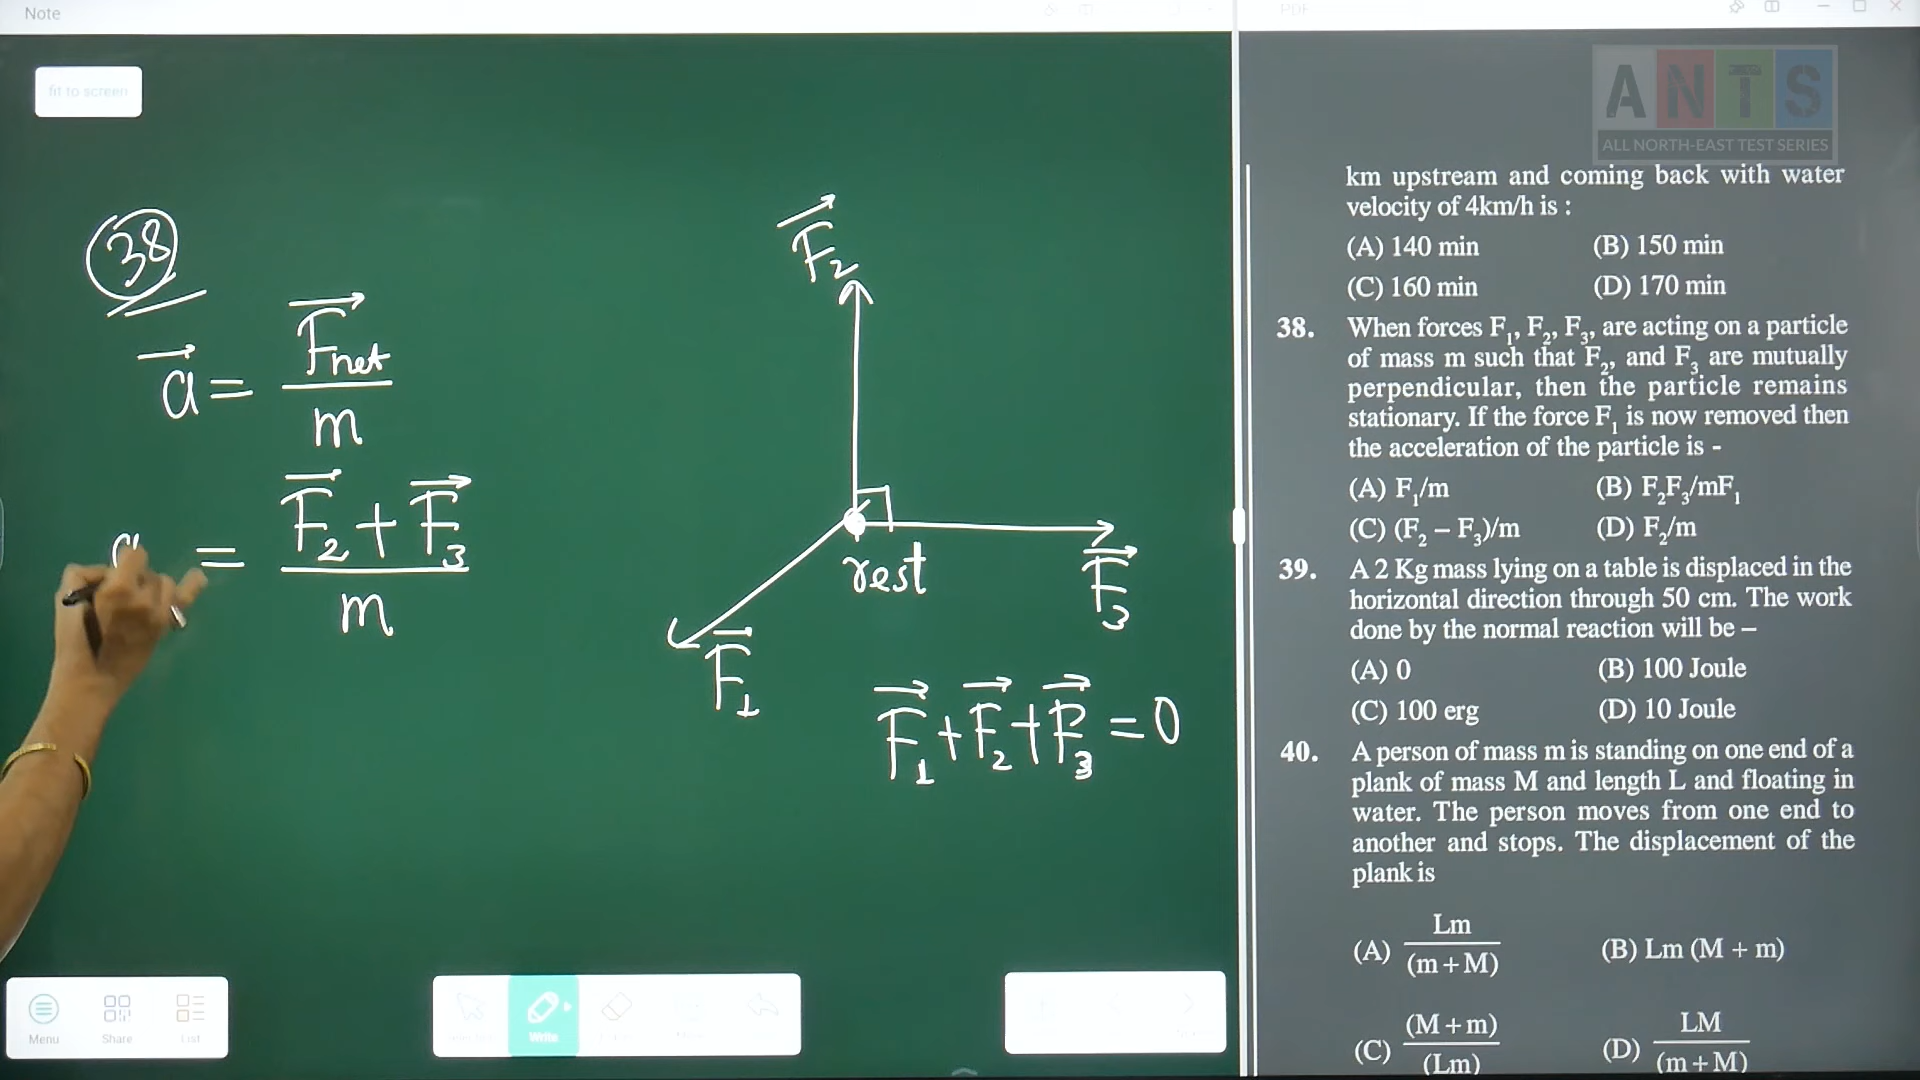 Note
PDF
fit to screen
ANTS
ALL NORTH-EAST TEST SERIES
38
a = Fnet / m
a = F2 + F3 / m
F2
rest
F3
F1
F1 + F2 + F3 = 0
km upstream and coming back with water
velocity of 4km/h is :
(A) 140 min (B) 150 min
(C) 160 min (D) 170 min
38. When forces F1, F2, F3, are acting on a particle
of mass m such that F2, and F3 are mutually
perpendicular, then the particle remains
stationary. If the force F1 is now removed then
the acceleration of the particle is -
(A) F1/m (B) F2F3/mF1
(C) (F2 – F3)/m (D) F2/m
39. A 2 Kg mass lying on a table is displaced in the
horizontal direction through 50 cm. The work
done by the normal reaction will be –
(A) 0 (B) 100 Joule
(C) 100 erg (D) 10 Joule
40. A person of mass m is standing on one end of a
plank of mass M and length L and floating in
water. The person moves from one end to
another and stops. The displacement of the
plank is
(A) Lm / (m+M) (B) Lm (M + m)
(C) (M+m) / (Lm) (D) LM / (m+M)
Menu Share List
Write